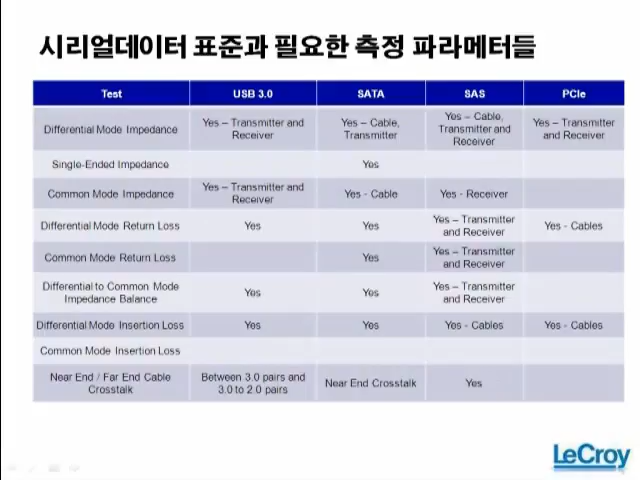 시리얼데이터 표준과 필요한 측정 파라메터들
Test USB 3.0 SATA SAS PCIe
Differential Mode Impedance Yes – Transmitter and Receiver Yes – Cable, Transmitter Yes – Cable, Transmitter and Receiver Yes – Transmitter and Receiver
Single-Ended Impedance Yes
Common Mode Impedance Yes – Transmitter and Receiver Yes - Cable Yes - Receiver
Differential Mode Return Loss Yes Yes Yes – Transmitter and Receiver Yes - Cables
Common Mode Return Loss Yes Yes – Transmitter and Receiver
Differential to Common Mode Impedance Balance Yes Yes Yes – Transmitter and Receiver
Differential Mode Insertion Loss Yes Yes Yes - Cables Yes - Cables
Common Mode Insertion Loss
Near End / Far End Cable Crosstalk Between 3.0 pairs and 3.0 to 2.0 pairs Near End Crosstalk Yes
LeCroy